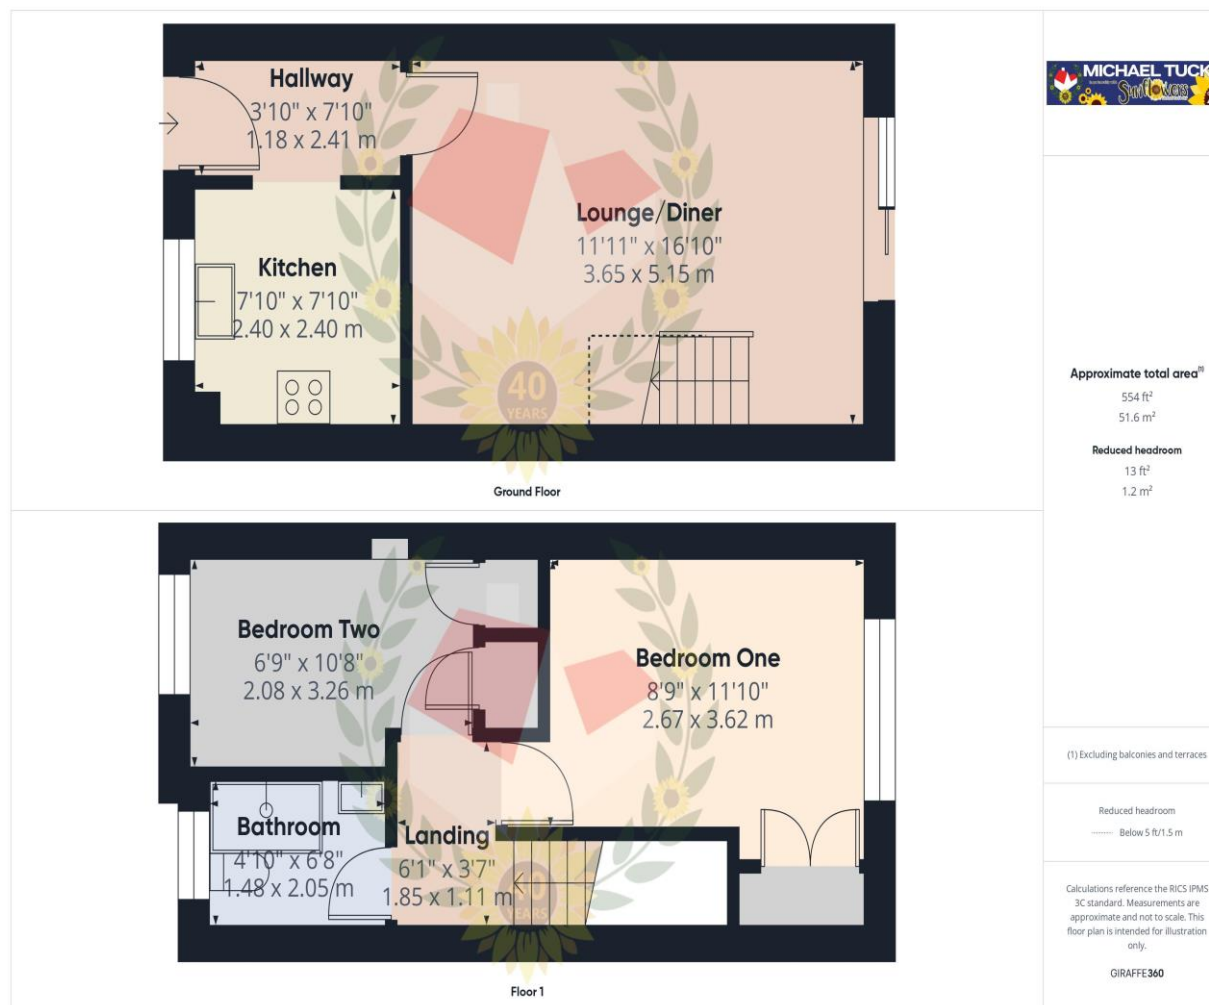 Hallway
3'10" x 7'10"
1.18 x 2.41 m
Lounge/Diner
11'11" x 16'10"
3.65 x 5.15 m
Kitchen
7'10" x 7'10"
2.40 x 2.40 m
40
YEARS
Ground Floor
Bedroom Two
6'9" x 10'8"
2.08 x 3.26 m
Bedroom One
8'9" x 11'10"
2.67 x 3.62 m
Bathroom
4'10" x 6'8"
1.48 x 2.05 m
Landing
6'1" x 3'7"
1.85 x 1.11 m
40
Floor 1
MICHAEL TUCK
Sunflowers
Approximate total area(1)
554 ft²
51.6 m²
Reduced headroom
13 ft²
1.2 m²
(1) Excluding balconies and terraces
Reduced headroom
Below 5 ft/1.5 m
Calculations reference the RICS IPMS
3C standard. Measurements are
approximate and not to scale. This
floor plan is intended for illustration
only.
GIRAFFE360